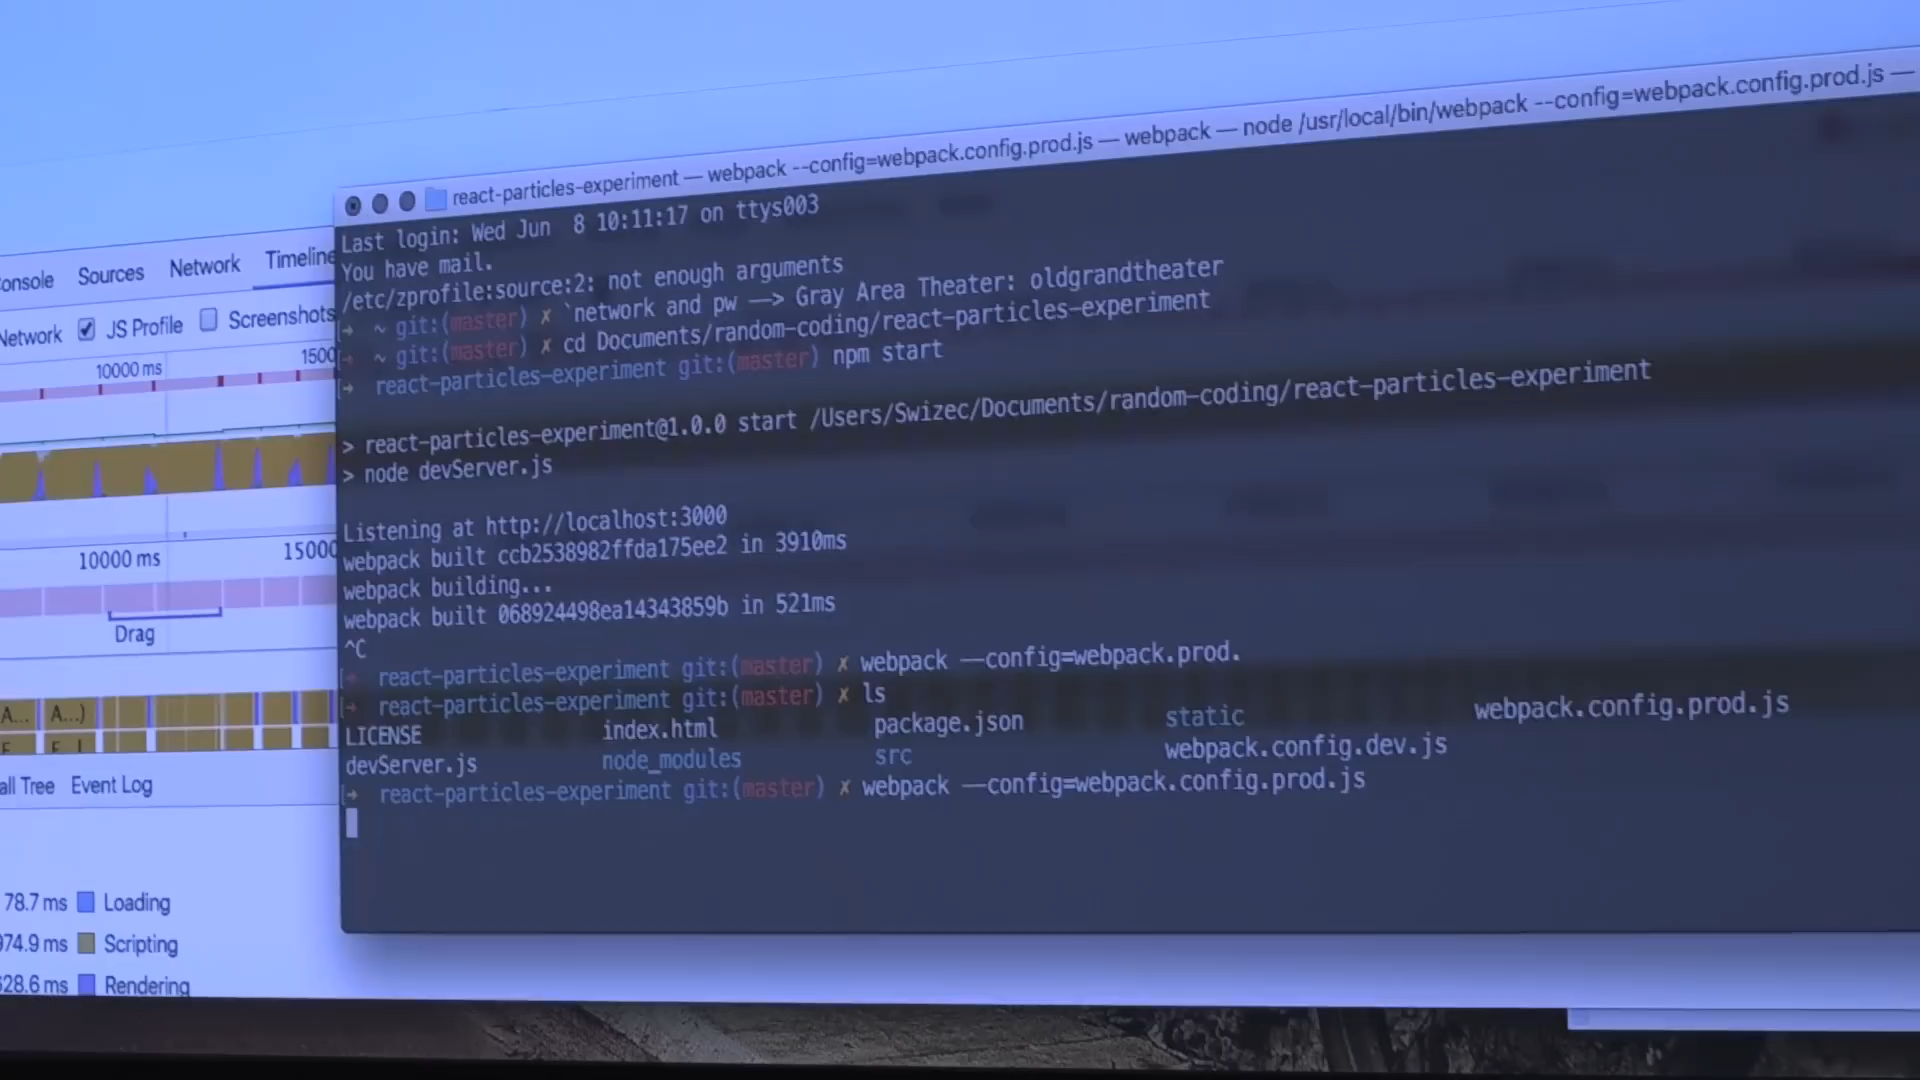 react-particles-experiment — webpack --config=webpack.config.prod.js — webpack — node /usr/local/bin/webpack --config=webpack.config.prod.js —
Last login: Wed Jun  8 10:11:17 on ttys003
You have mail.
/etc/zprofile:source:2: not enough arguments
→ ~ git:(master) ✗ `network and pw —> Gray Area Theater: oldgrandtheater
→ ~ git:(master) ✗ cd Documents/random-coding/react-particles-experiment
→ react-particles-experiment git:(master) npm start
> react-particles-experiment@1.0.0 start /Users/Swizec/Documents/random-coding/react-particles-experiment
> node devServer.js
Listening at http://localhost:3000
webpack built ccb2538982ffda175ee2 in 3910ms
webpack building...
webpack built 068924498ea14343859b in 521ms
^C
→ react-particles-experiment git:(master) ✗ webpack —config=webpack.prod.
→ react-particles-experiment git:(master) ✗ ls
LICENSE index.html package.json static webpack.config.prod.js
devServer.js node_modules src webpack.config.dev.js
→ react-particles-experiment git:(master) ✗ webpack —config=webpack.config.prod.js
onsole Sources Network Timeline
Network JS Profile Screenshots
10000 ms 1500
10000 ms 15000
Drag
A... A...)
all Tree Event Log
78.7 ms Loading
974.9 ms Scripting
628.6 ms Rendering